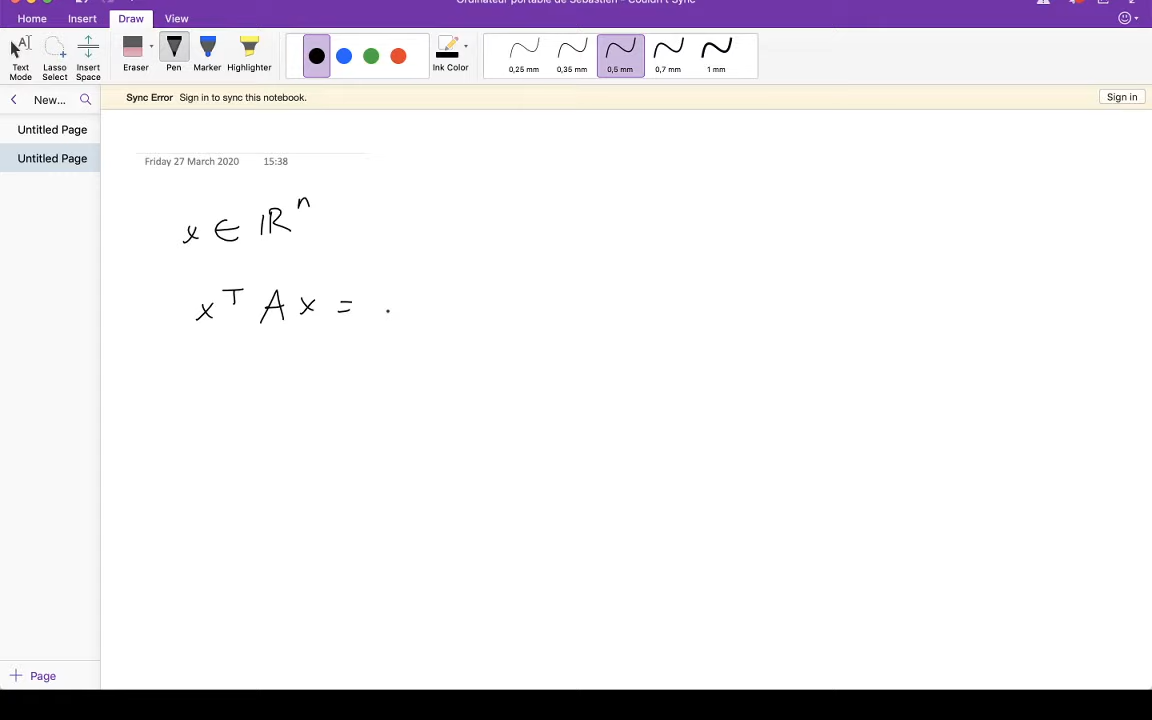 Ordinateur portable de Sébastien – Couldn't Sync
Home Insert Draw View
Text Mode Lasso Select Insert Space Eraser Pen Marker Highlighter Ink Color 0,25 mm 0,35 mm 0,5 mm 0,7 mm 1 mm
New... Sync Error Sign in to sync this notebook. Sign in
Untitled Page
Untitled Page
Friday 27 March 2020 15:38
x ∈ ℝⁿ
xᵀ A x = .
+ Page